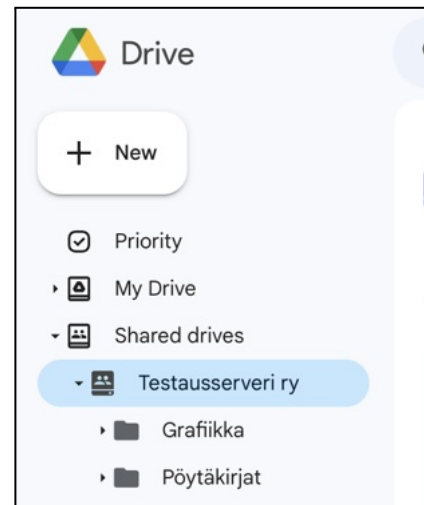 Drive
New
Priority
My Drive
Shared drives
Testausserveri ry
Grafiikka
Pöytäkirjat